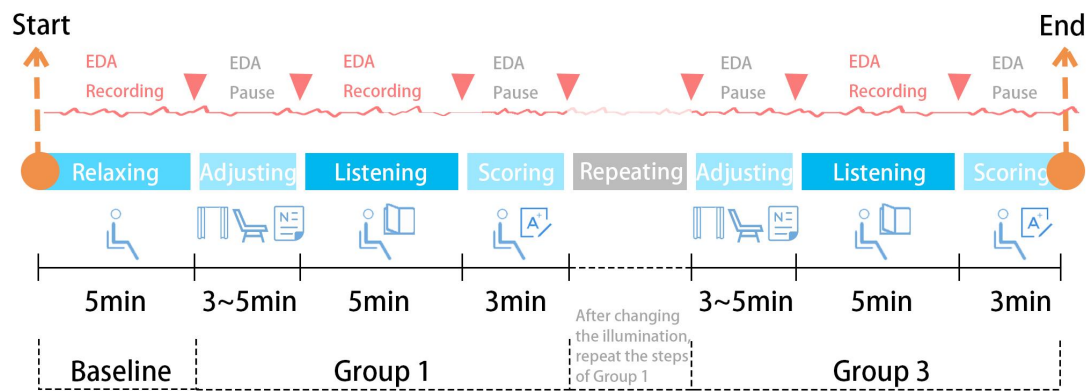 Start
End
EDA
Recording
EDA
Pause
EDA
Recording
EDA
Pause
EDA
Pause
EDA
Recording
EDA
Pause
Relaxing
Adjusting
Listening
Scoring
Repeating
Adjusting
Listening
Scoring
N
A+
N
A+
5min
3~5min
5min
3min
3~5min
5min
3min
After changing
the illumination,
repeat the steps
of Group 1
Baseline
Group 1
Group 3